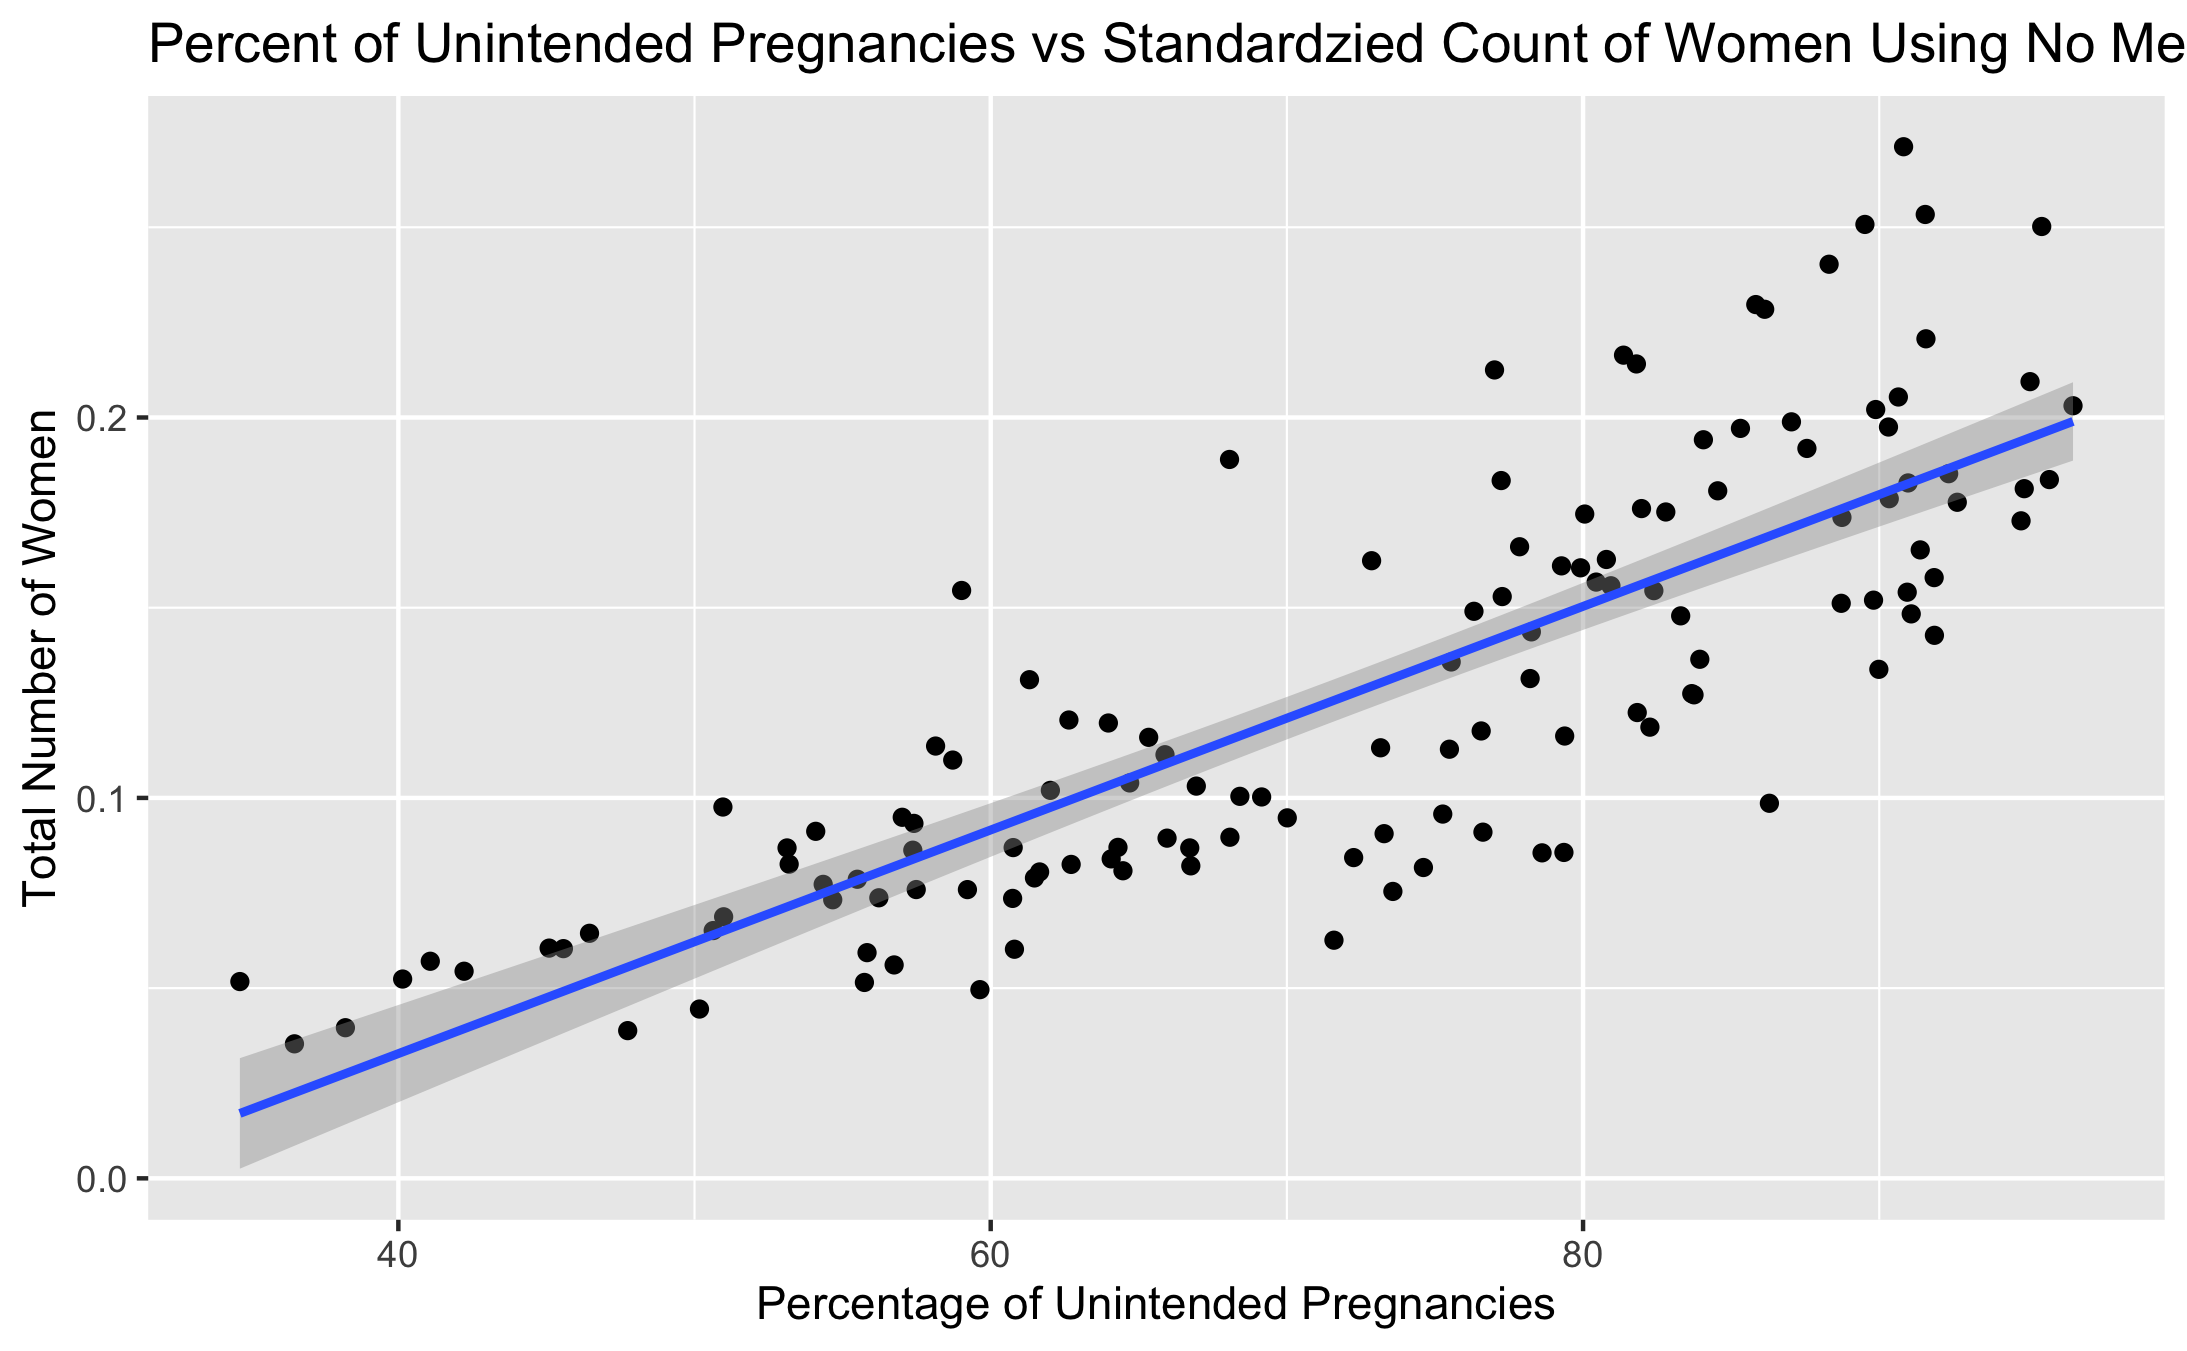 Percent of Unintended Pregnancies vs Standardzied Count of Women Using No Me
Total Number of Women
0.2
0.1
0.0
40 60 80
Percentage of Unintended Pregnancies